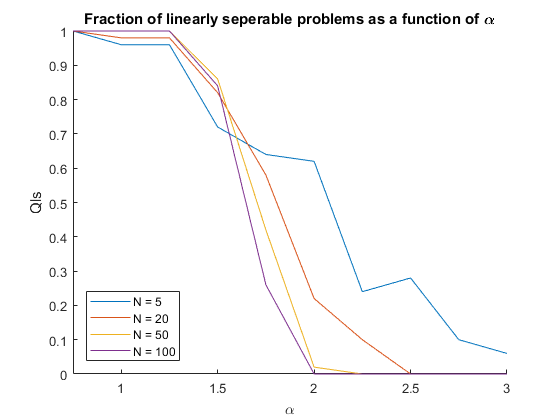 Fraction of linearly seperable problems as a function of α
1
0.9
0.8
0.7
0.6
0.5
0.4
0.3
0.2
0.1
0
Qls
N = 5
N = 20
N = 50
N = 100
1 1.5 2 2.5 3
α